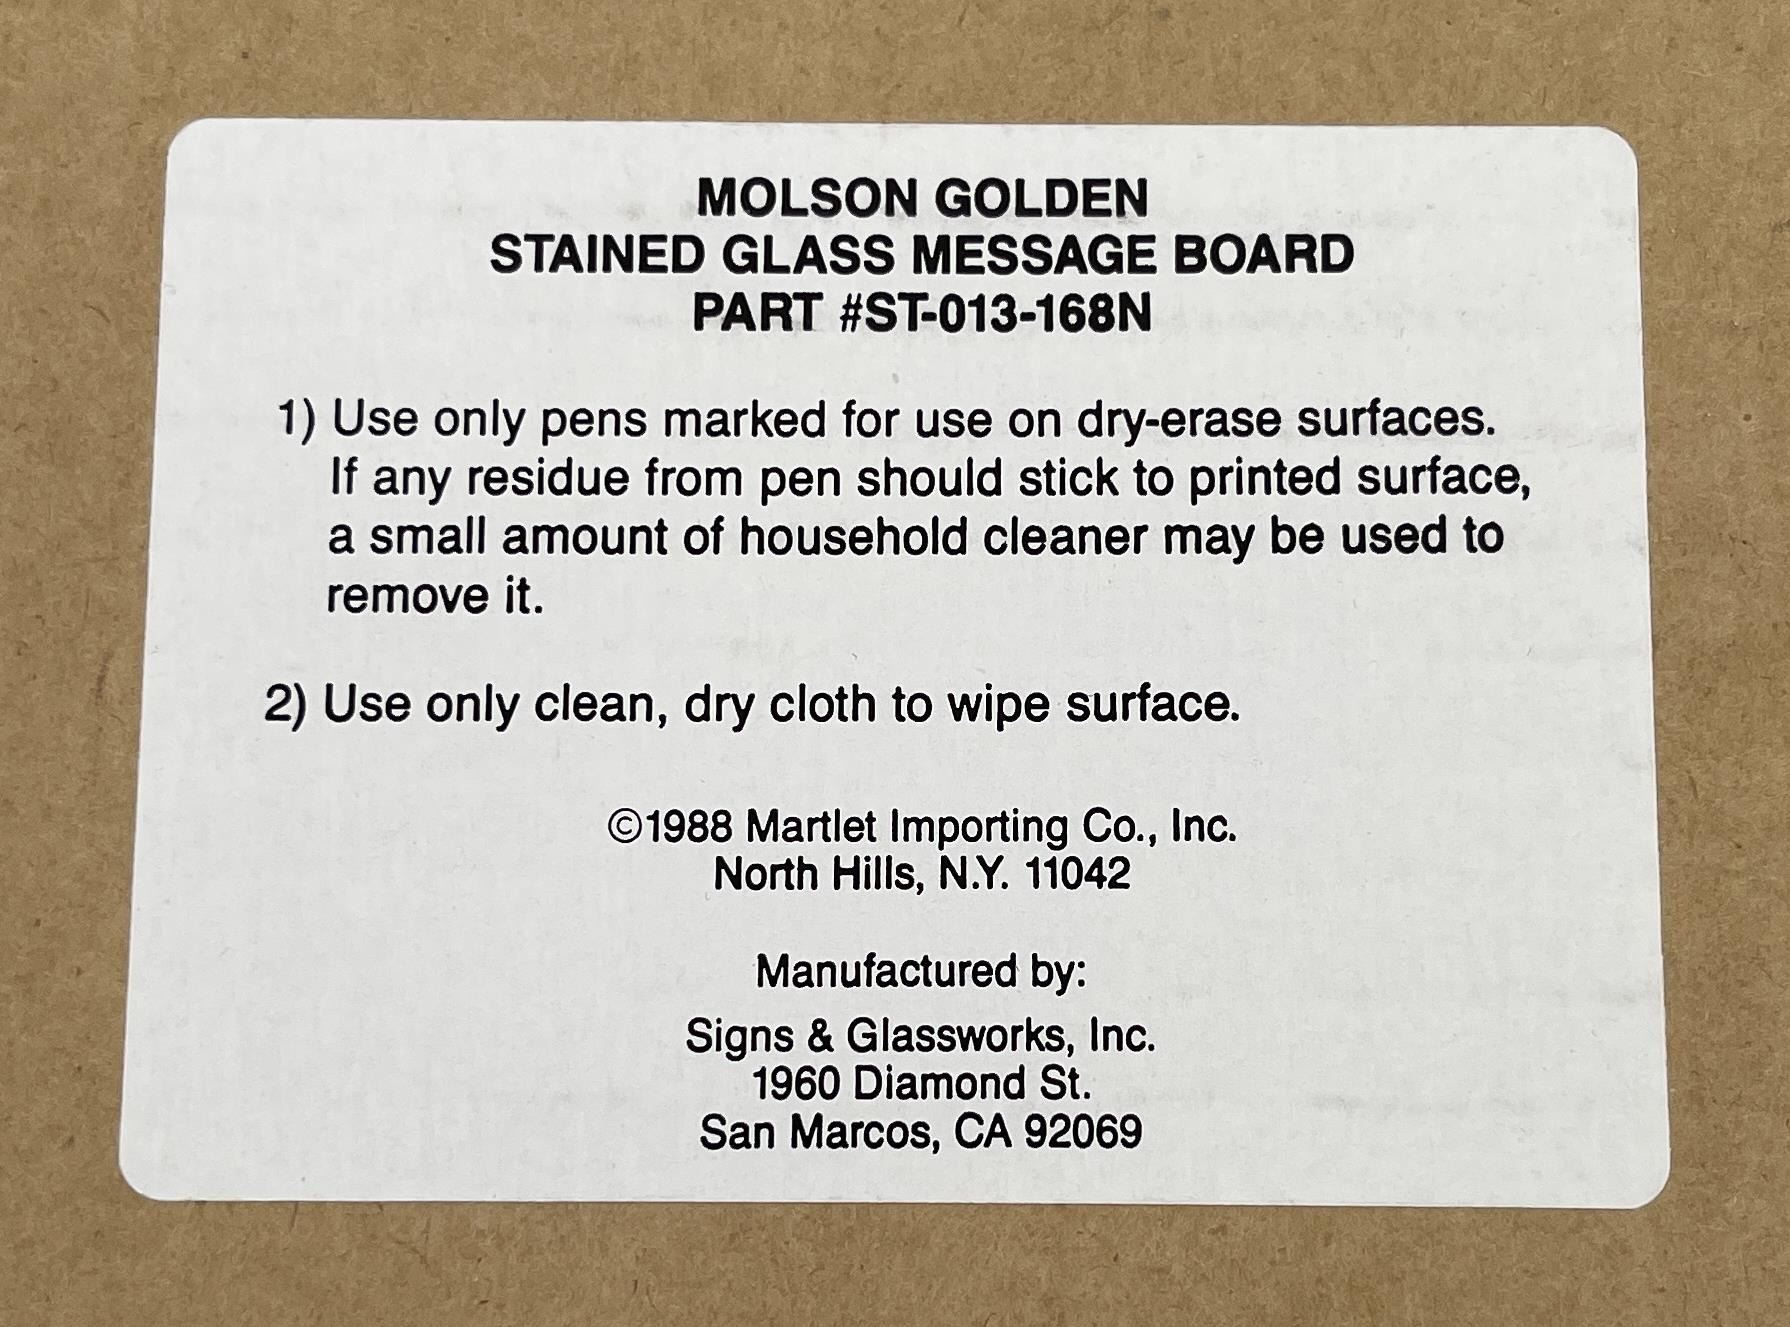 MOLSON GOLDEN
STAINED GLASS MESSAGE BOARD
PART #ST-013-168N
1) Use only pens marked for use on dry-erase surfaces.
If any residue from pen should stick to printed surface,
a small amount of household cleaner may be used to
remove it.
2) Use only clean, dry cloth to wipe surface.
©1988 Martlet Importing Co., Inc.
North Hills, N.Y. 11042
Manufactured by:
Signs & Glassworks, Inc.
1960 Diamond St.
San Marcos, CA 92069